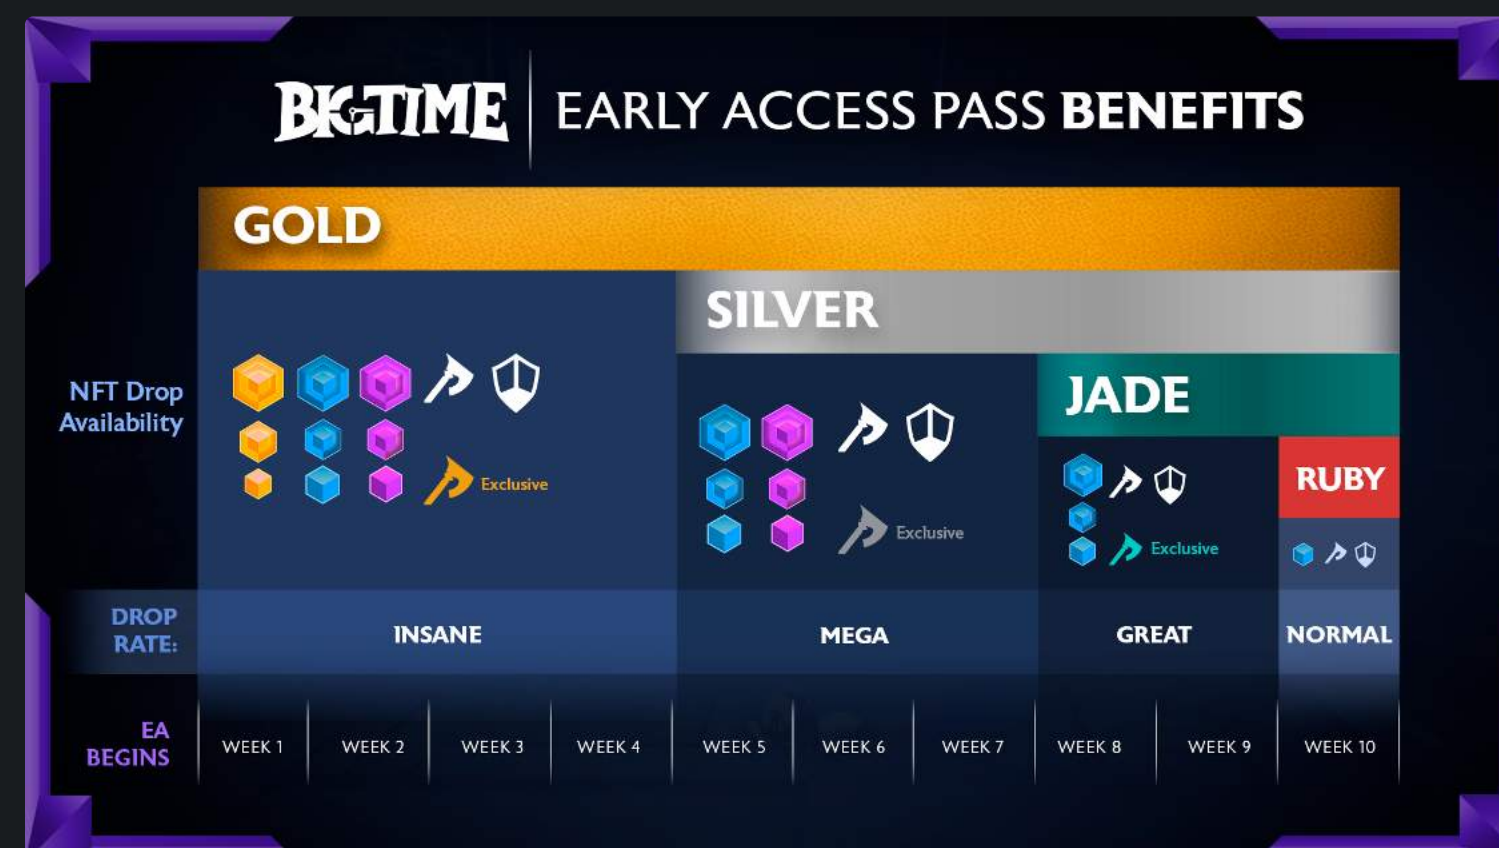 BIGTIME
EARLY ACCESS PASS BENEFITS
GOLD
SILVER
JADE
RUBY
NFT Drop
Availability
Exclusive
Exclusive
Exclusive
DROP
RATE:
INSANE
MEGA
GREAT
NORMAL
EA
BEGINS
WEEK 1
WEEK 2
WEEK 3
WEEK 4
WEEK 5
WEEK 6
WEEK 7
WEEK 8
WEEK 9
WEEK 10